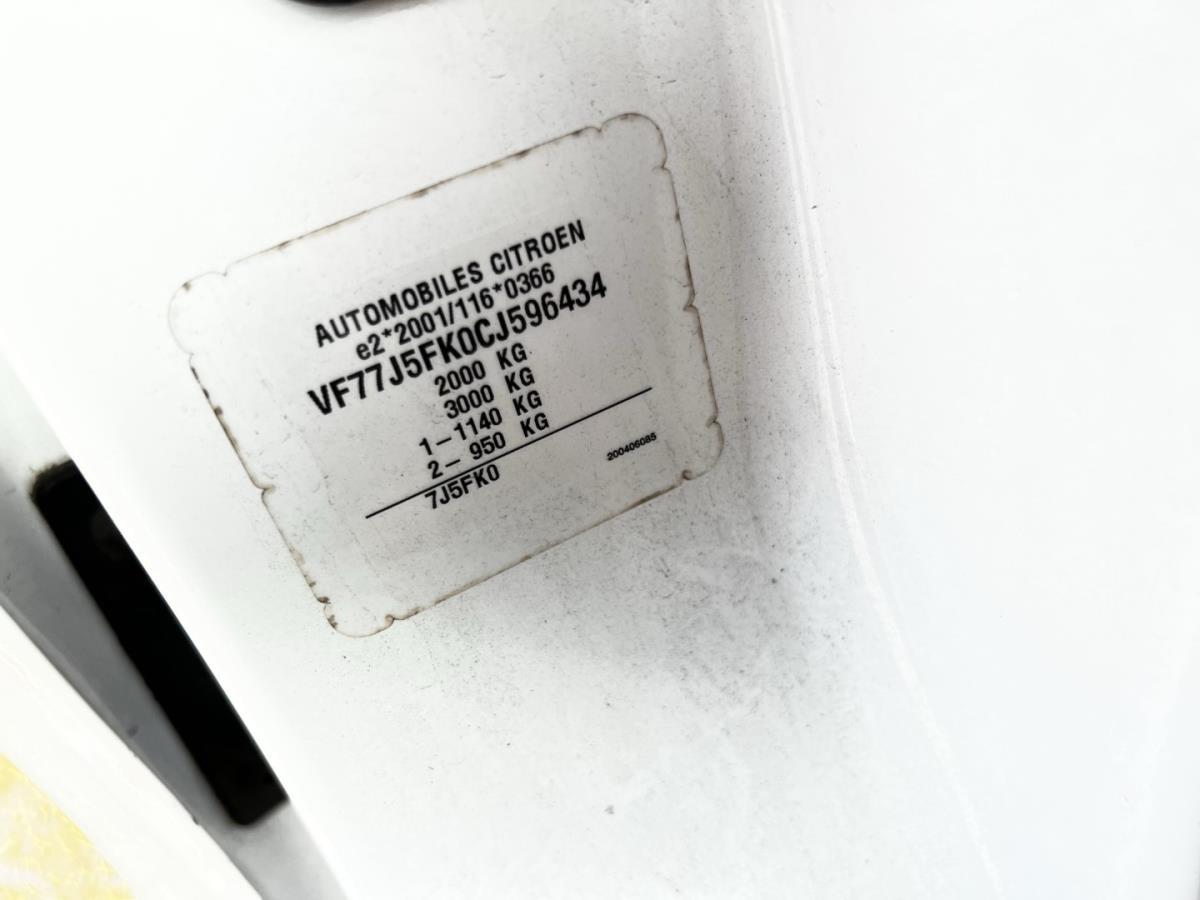 AUTOMOBILES CITROEN
e2*2001/116*0366
VF77J5FK0CJ596434
2000 KG
3000 KG
1-1140 KG
2- 950 KG
7J5FK0
200406085